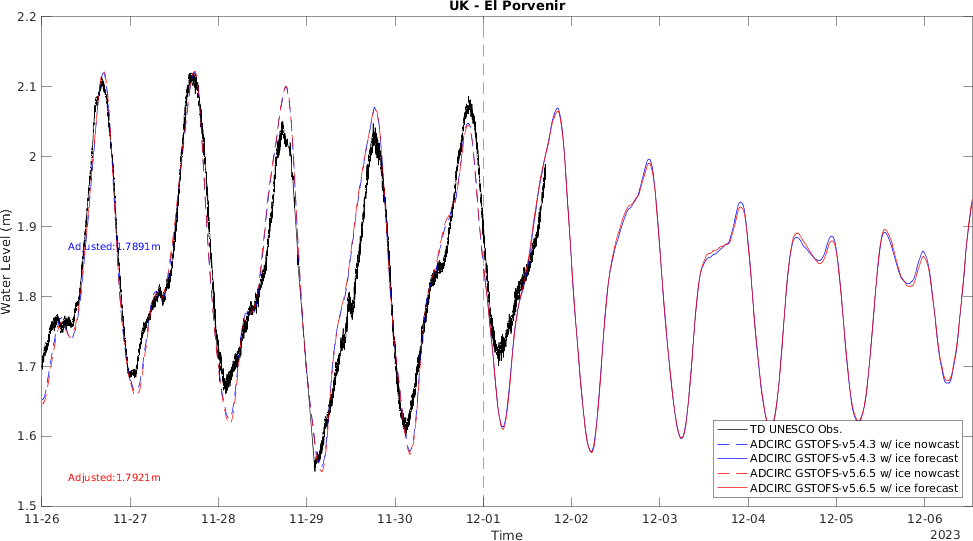 UK - El Porvenir
2.2
2.1
2
1.9
1.8
1.7
1.6
1.5
Water Level (m)
Adjusted:1.7891m
Adjusted:1.7921m
TD UNESCO Obs.
ADCIRC GSTOFS-v5.4.3 w/ ice nowcast
ADCIRC GSTOFS-v5.4.3 w/ ice forecast
ADCIRC GSTOFS-v5.6.5 w/ ice nowcast
ADCIRC GSTOFS-v5.6.5 w/ ice forecast
11-26 11-27 11-28 11-29 11-30 12-01 12-02 12-03 12-04 12-05 12-06
Time
2023